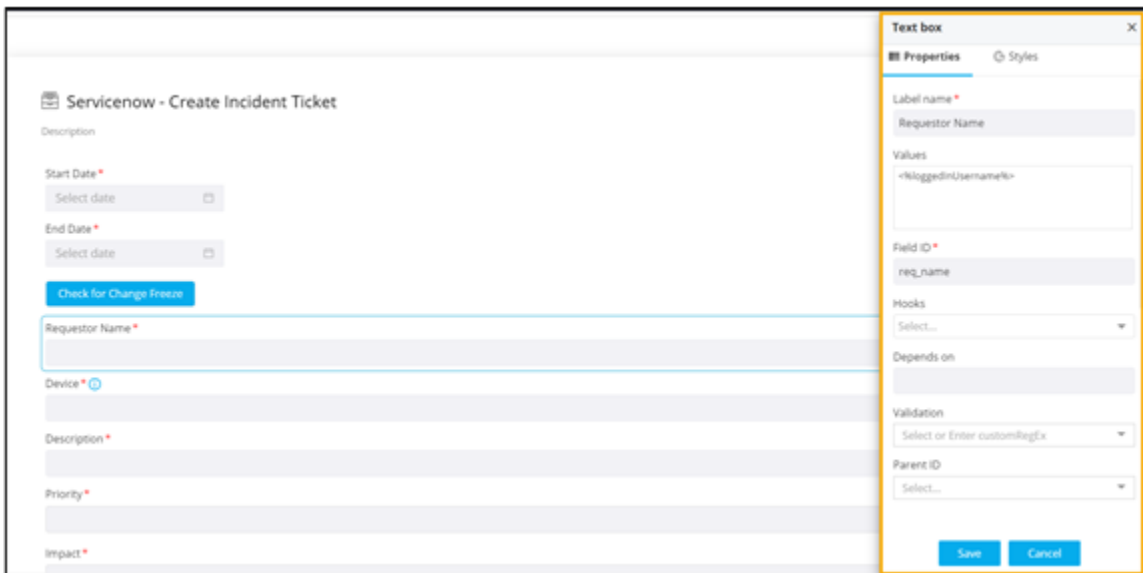 Servicenow - Create Incident Ticket
Description
Start Date *
Select date
End Date *
Select date
Check for Change Freeze
Requestor Name *
Device *
Description *
Priority *
Impact *
Text box
Properties
Styles
Label name *
Requestor Name
Values
<%loggedInUsername%>
Field ID *
req_name
Hooks
Select...
Depends on
Validation
Select or Enter customRegEx
Parent ID
Select...
Save
Cancel